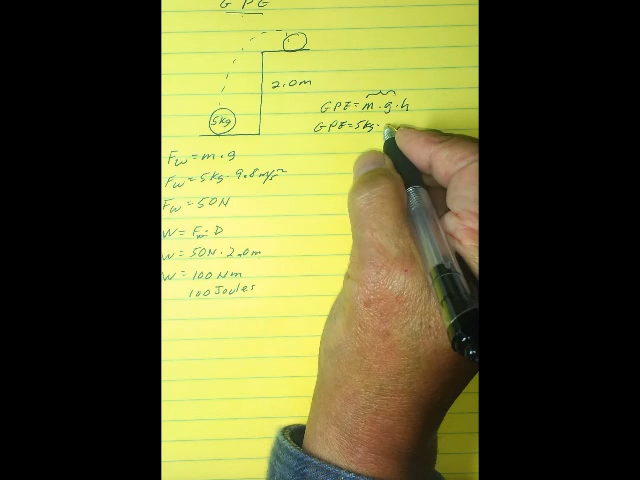 GPE
2.0m
5kg
GPE = m·g·h
GPE = 5kg·
Fw = m·g
Fw = 5kg · 9.8 m/s²
Fw = 50N
W = Fw · D
W = 50N · 2.0m
W = 100 Nm
100 Joules